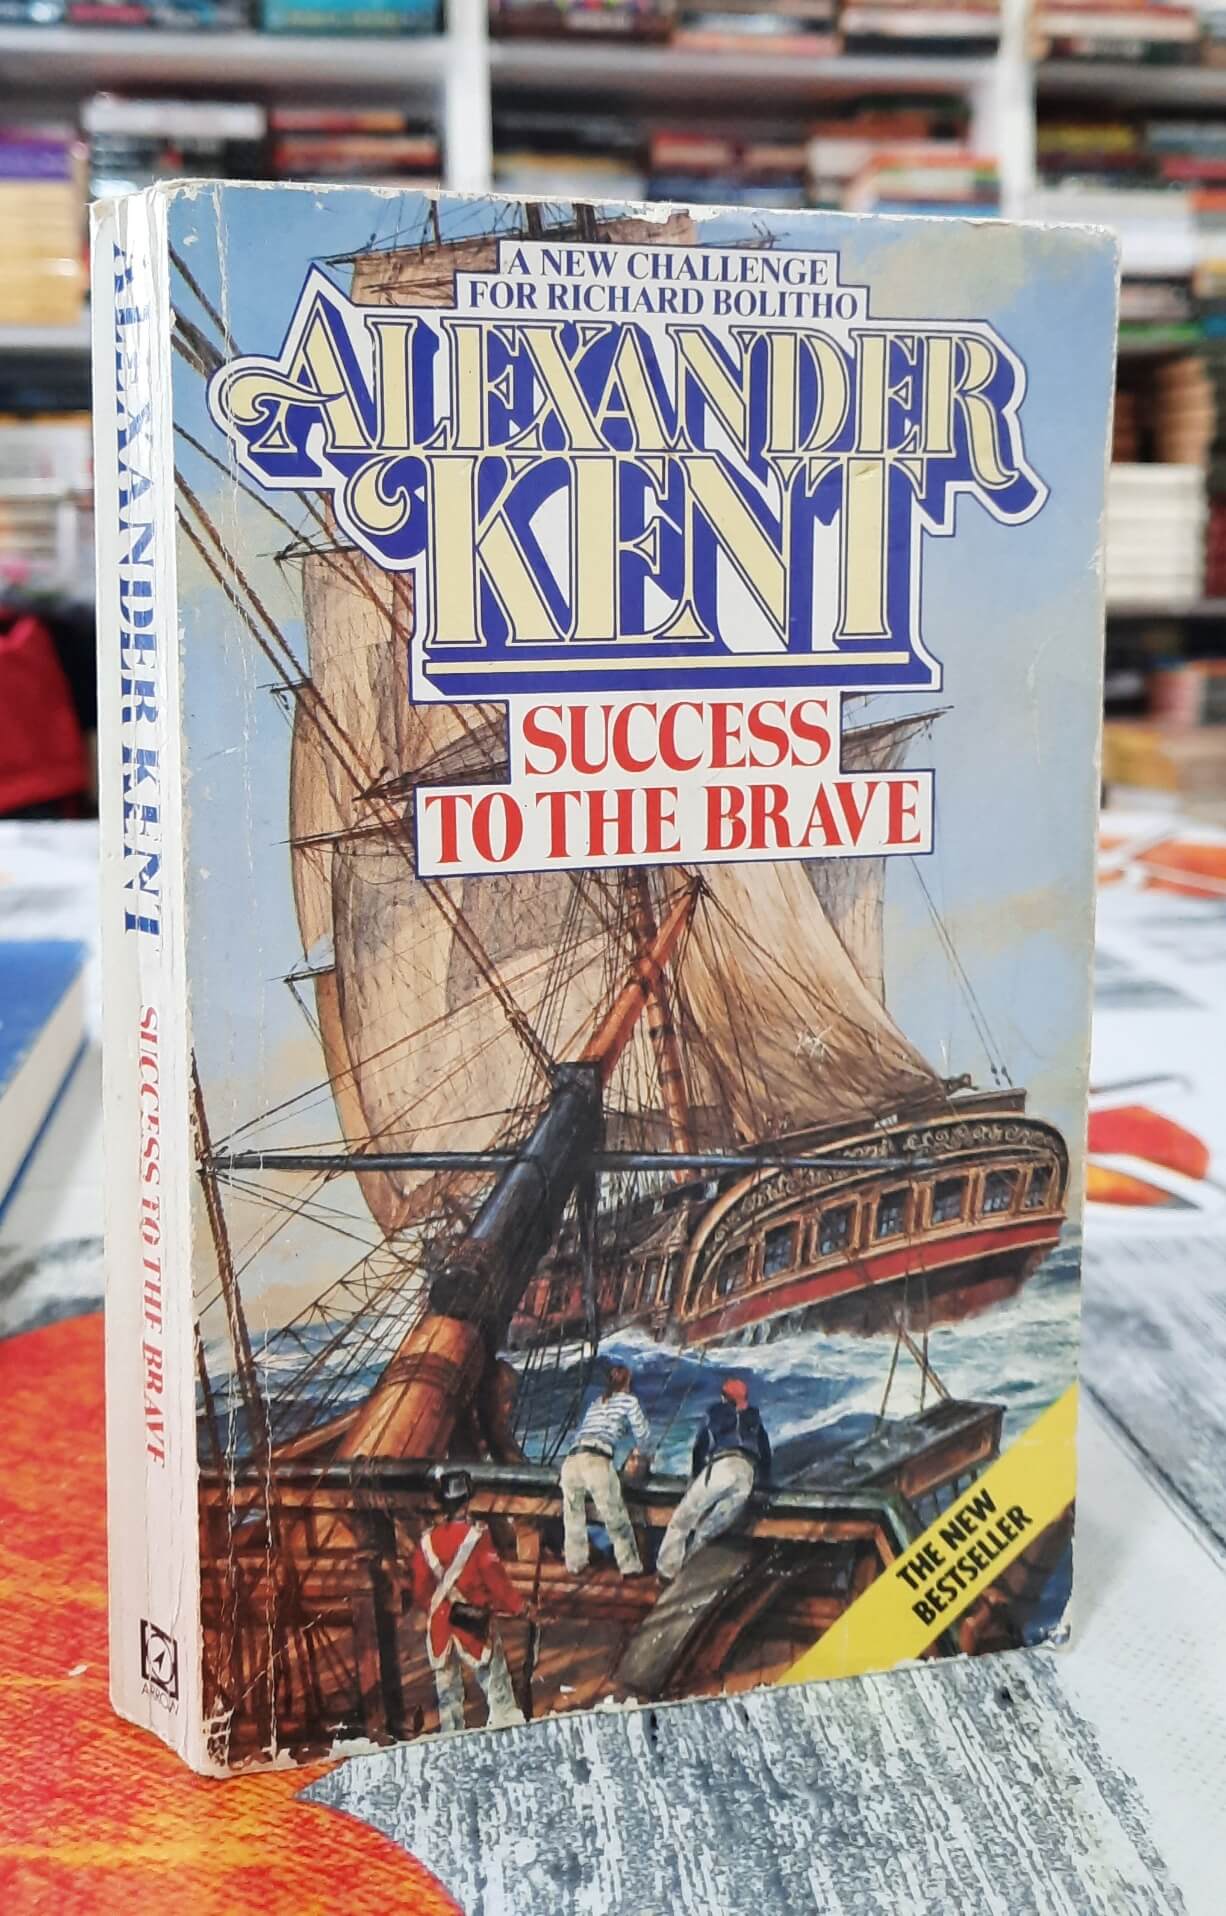 A NEW CHALLENGE
FOR RICHARD BOLITHO
ALEXANDER
KENT
SUCCESS
TO THE BRAVE
THE NEW
BESTSELLER
ALEXANDER KENT SUCCESS TO THE BRAVE
ARROW